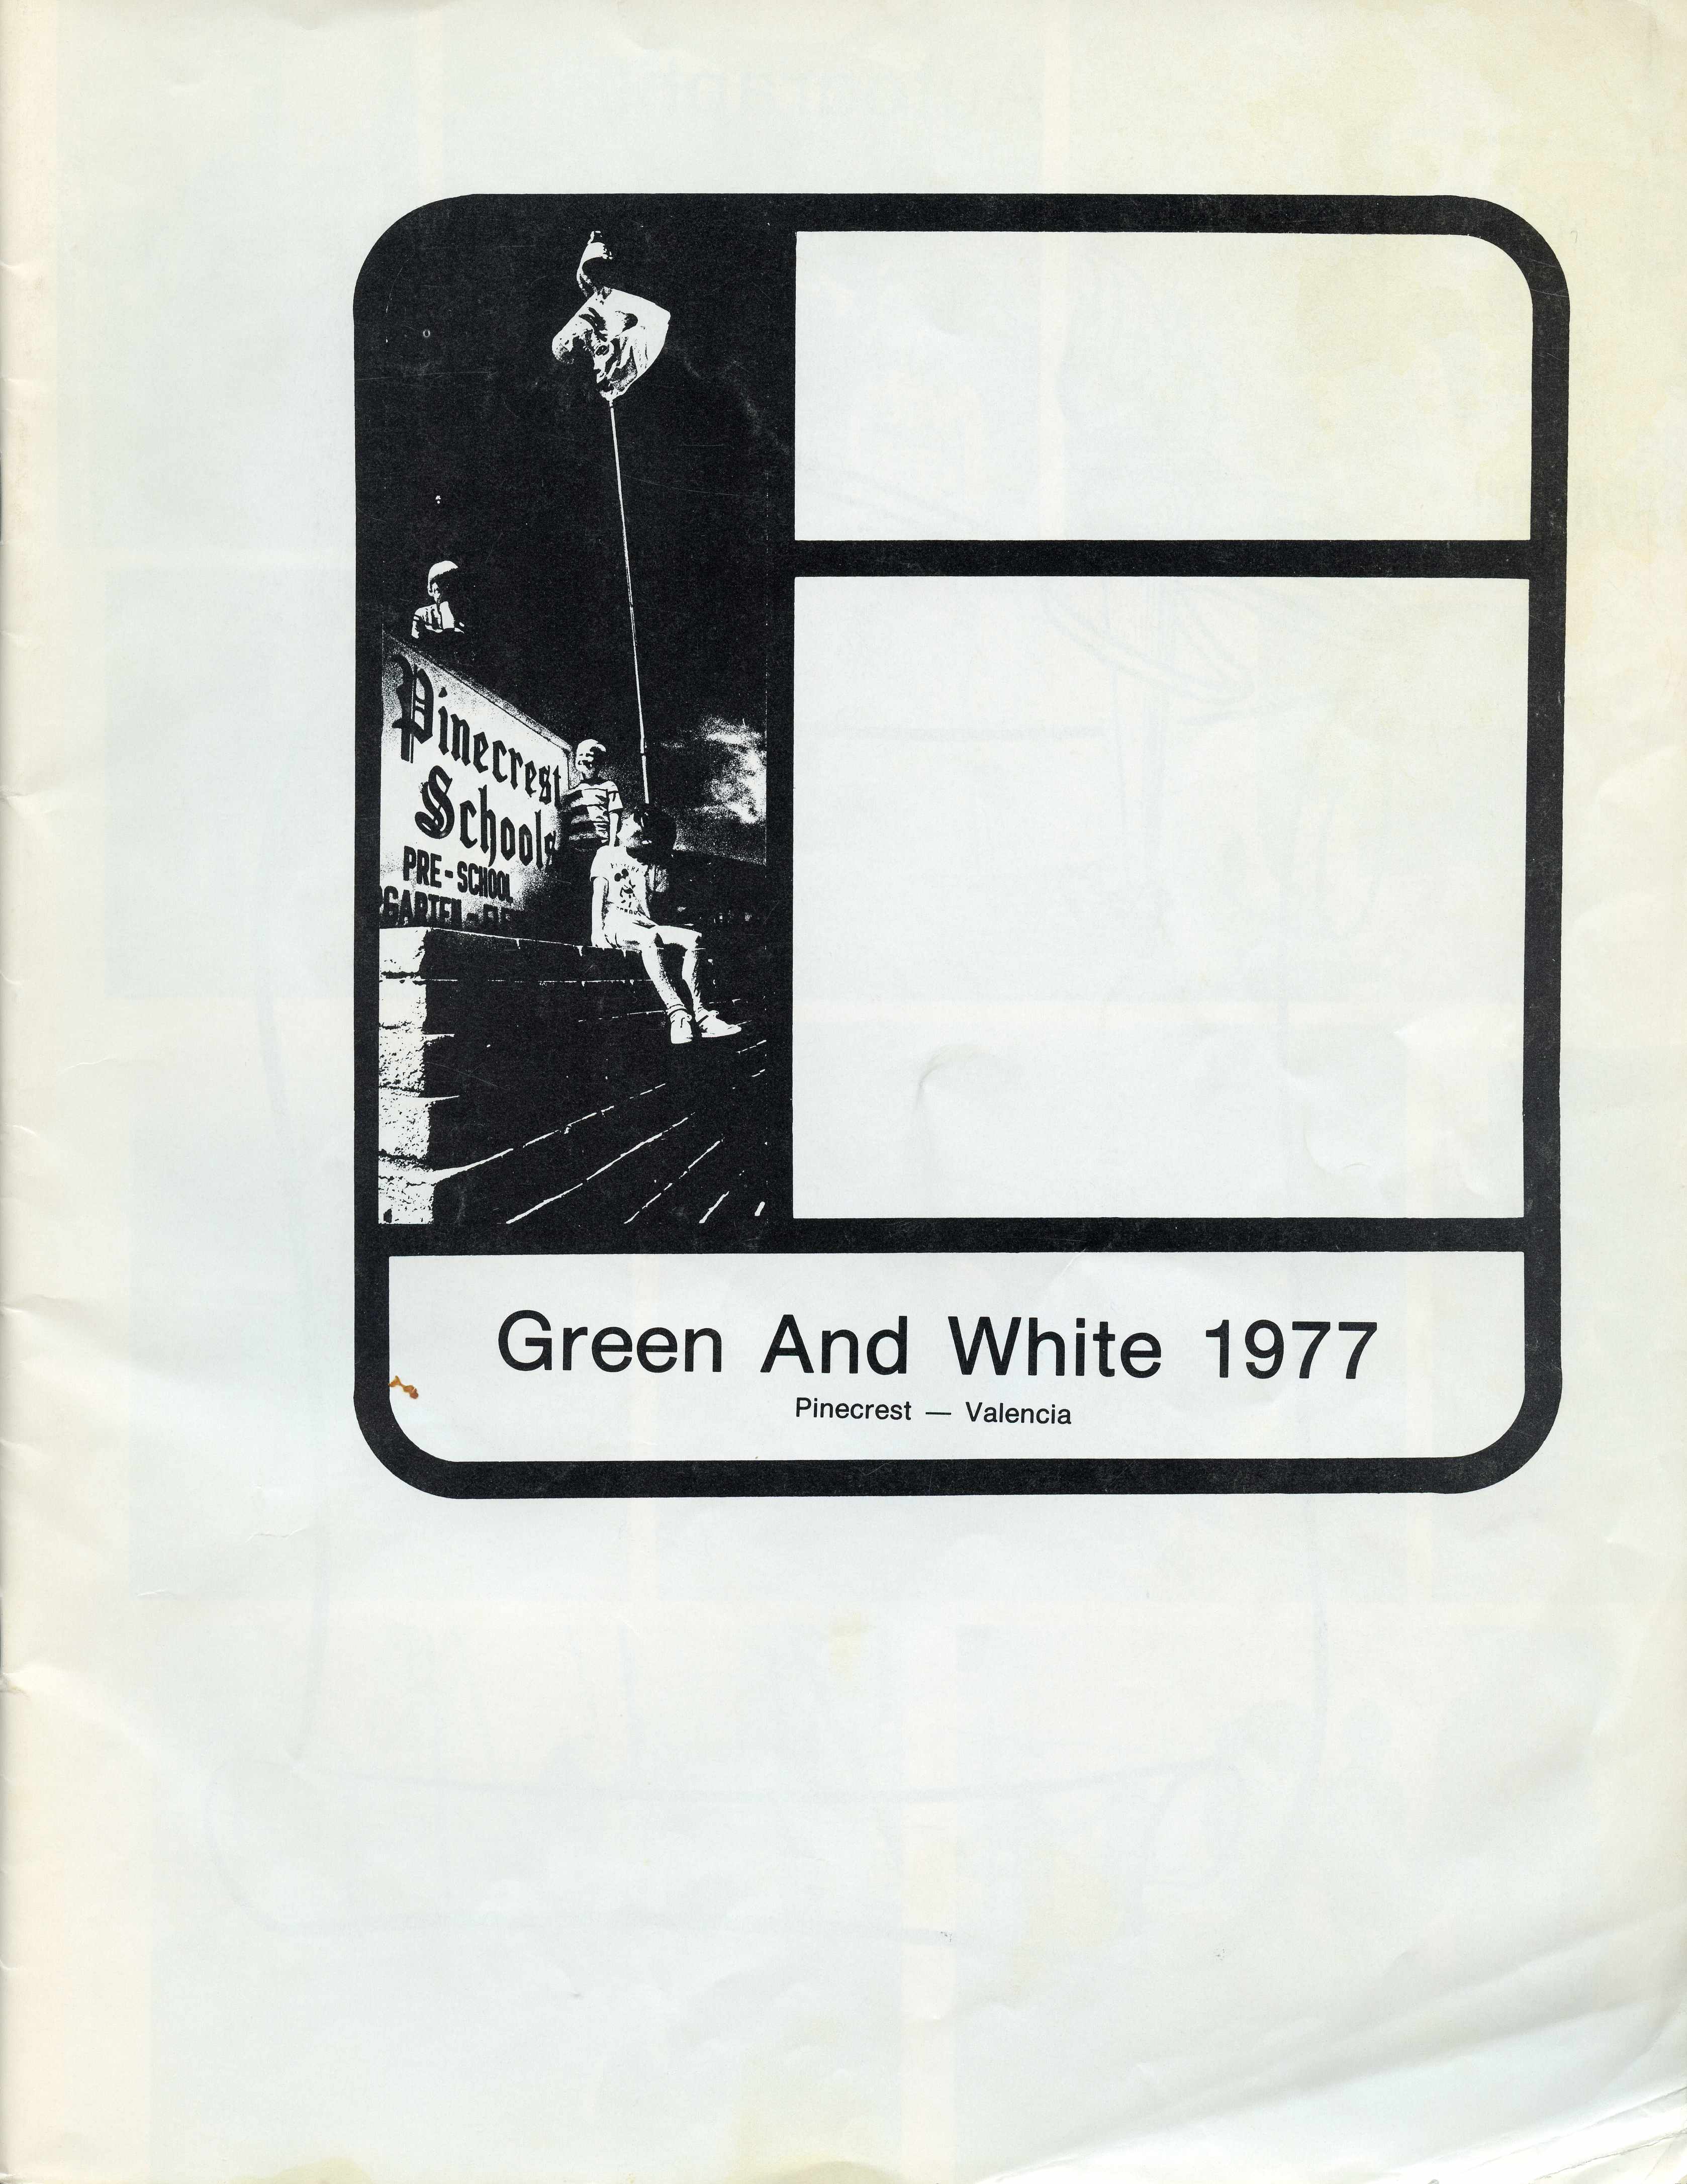 Pinecrest
Schools
PRE-SCHOOL
Green And White 1977
Pinecrest — Valencia